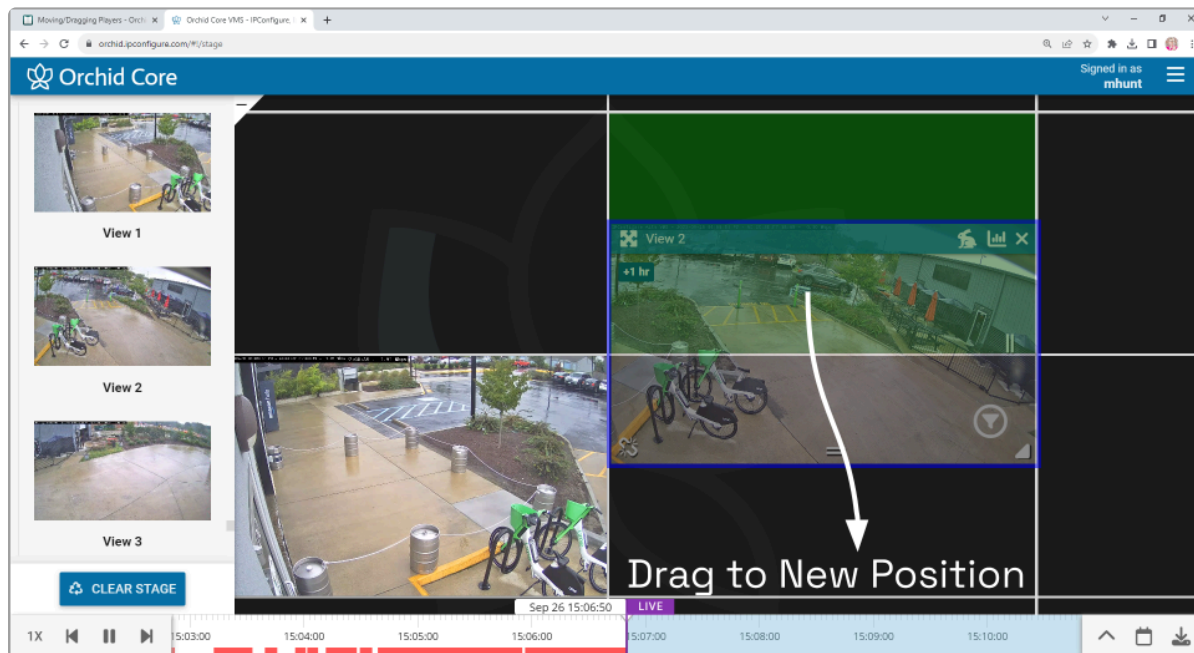 Moving/Dragging Players - Orchi
Orchid Core VMS - IPConfigure,
orchid.ipconfigure.com/#!/stage
Orchid Core
Signed in as
mhunt
View 1
View 2
View 3
CLEAR STAGE
View 2
+1 hr
Drag to New Position
Sep 26 15:06:50
LIVE
1X
15:03:00
15:04:00
15:05:00
15:06:00
15:07:00
15:08:00
15:09:00
15:10:00